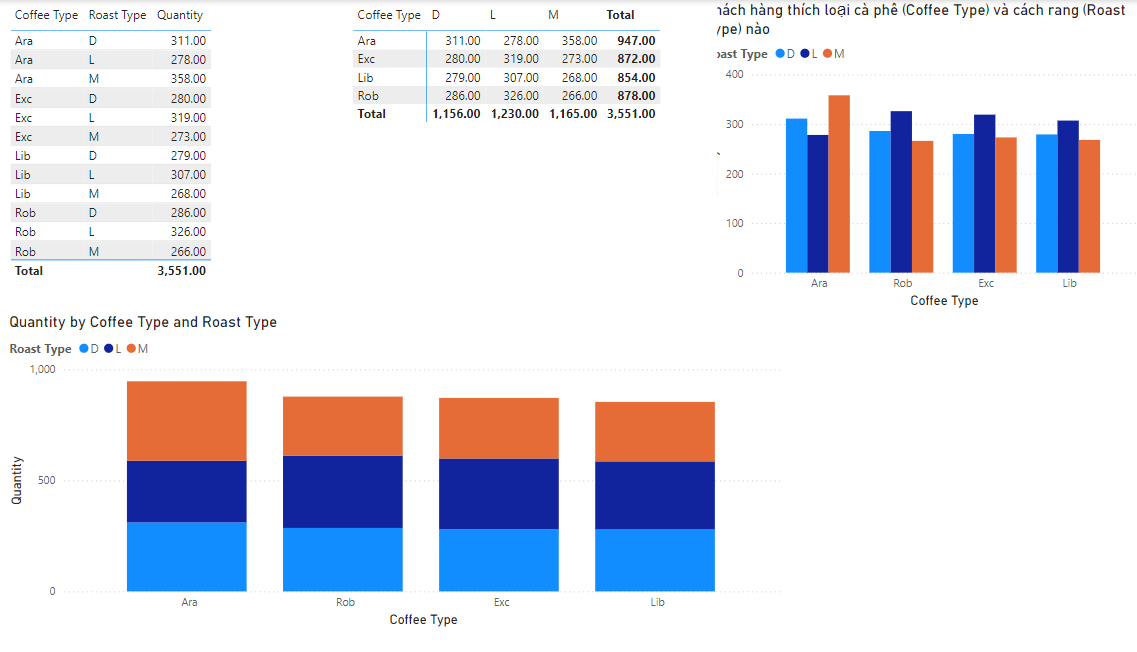 Coffee Type Roast Type Quantity
Ara D 311.00
Ara L 278.00
Ara M 358.00
Exc D 280.00
Exc L 319.00
Exc M 273.00
Lib D 279.00
Lib L 307.00
Lib M 268.00
Rob D 286.00
Rob L 326.00
Rob M 266.00
Total 3,551.00
Coffee Type D L M Total
Ara 311.00 278.00 358.00 947.00
Exc 280.00 319.00 273.00 872.00
Lib 279.00 307.00 268.00 854.00
Rob 286.00 326.00 266.00 878.00
Total 1,156.00 1,230.00 1,165.00 3,551.00
hàng thích loại cà phê (Coffee Type) và cách rang (Roast
ype) nào
oast Type D L M
400
300
200
100
0
Ara Rob Exc Lib
Coffee Type
Quantity by Coffee Type and Roast Type
Roast Type D L M
1,000
500
0
Quantity
Ara Rob Exc Lib
Coffee Type